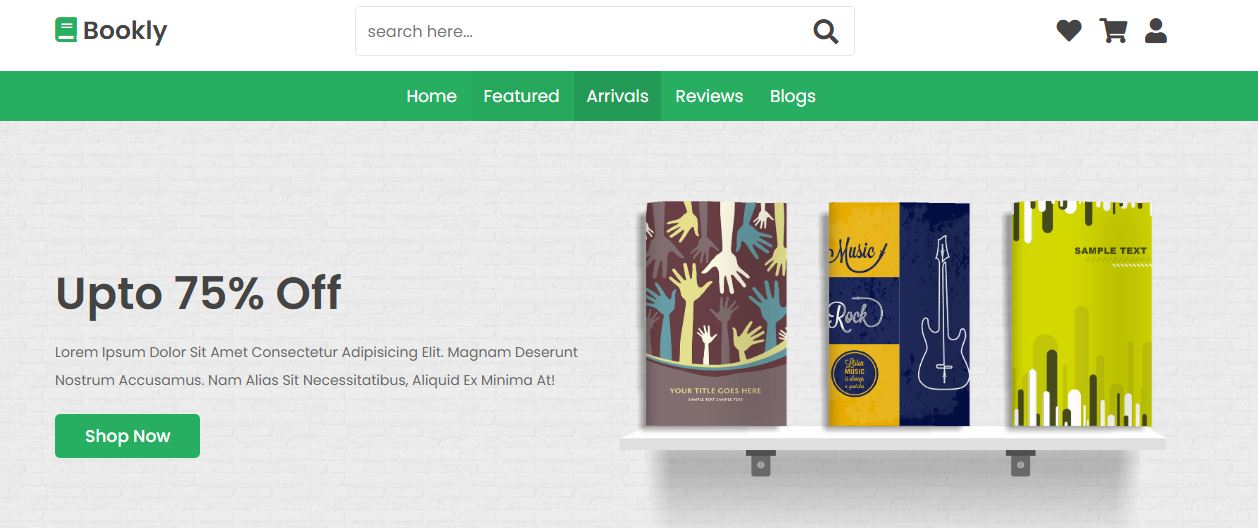 Bookly
search here...
Home Featured Arrivals Reviews Blogs
Upto 75% Off
Lorem Ipsum Dolor Sit Amet Consectetur Adipisicing Elit. Magnam Deserunt
Nostrum Accusamus. Nam Alias Sit Necessitatibus, Aliquid Ex Minima At!
Shop Now
YOUR TITLE GOES HERE
SAMPLE TEXT SAMPLE TEXT
Music
Rock
Listen
MUSIC
is always
SAMPLE TEXT